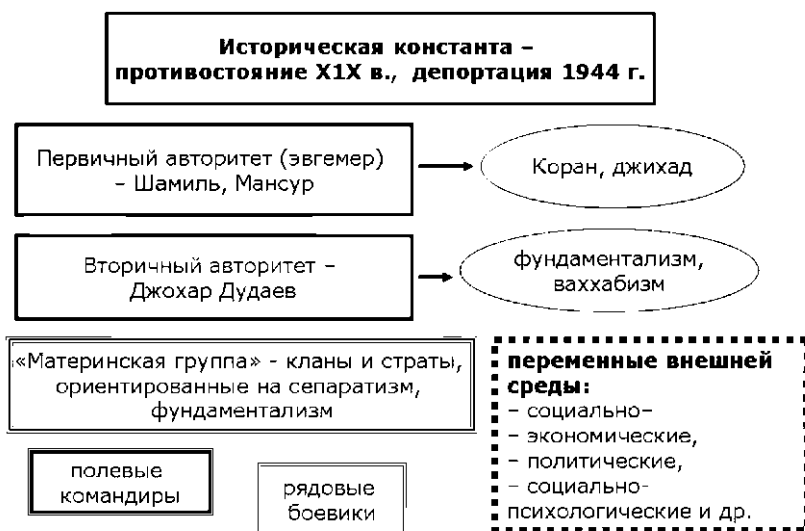 Историческая константа –
противостояние X1X в., депортация 1944 г.
Первичный авторитет (эвгемер)
– Шамиль, Мансур
Коран, джихад
Вторичный авторитет –
Джохар Дудаев
фундаментализм,
ваххабизм
«Материнская группа» - кланы и страты,
ориентированные на сепаратизм,
фундаментализм
переменные внешней
среды:
– социально–
– экономические,
– политические,
– социально-
психологические и др.
полевые
командиры
рядовые
боевики